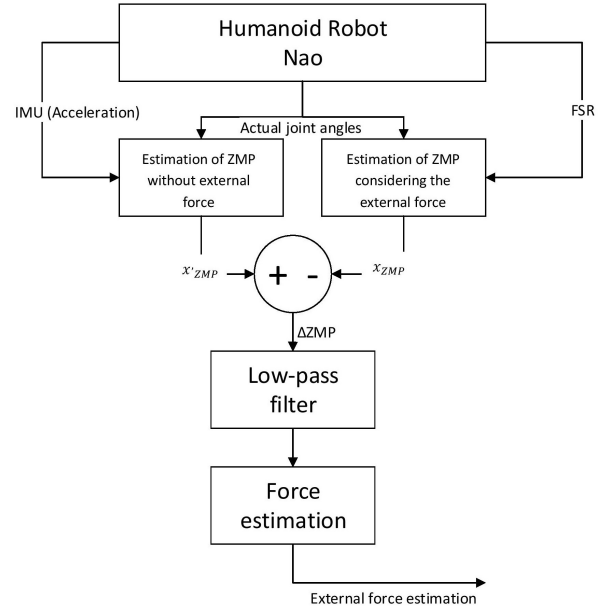 Humanoid Robot
Nao
IMU (Acceleration)
FSR
Actual joint angles
Estimation of ZMP
without external
force
Estimation of ZMP
considering the
external force
x'ZMP
+ -
xZMP
ΔZMP
Low-pass
filter
Force
estimation
External force estimation